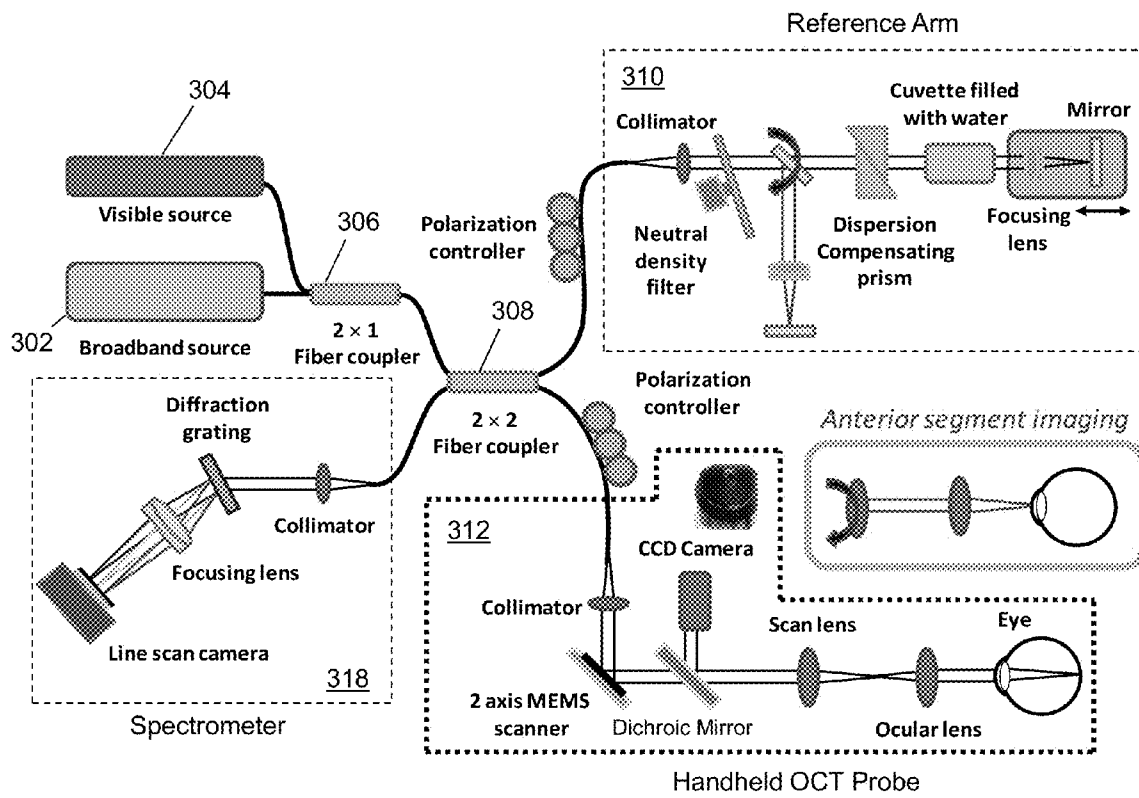 Reference Arm
310
304
Collimator
Cuvette filled
with water
Mirror
Visible source
306
Polarization
controller
Neutral
density
filter
Dispersion
Compensating
prism
Focusing
lens
302
Broadband source
2 × 1
Fiber coupler
308
Diffraction
grating
2 × 2
Fiber coupler
Polarization
controller
Anterior segment imaging
Collimator
312
CCD Camera
Focusing lens
Collimator
Scan lens
Eye
Line scan camera
318
2 axis MEMS
scanner
Dichroic Mirror
Ocular lens
Spectrometer
Handheld OCT Probe